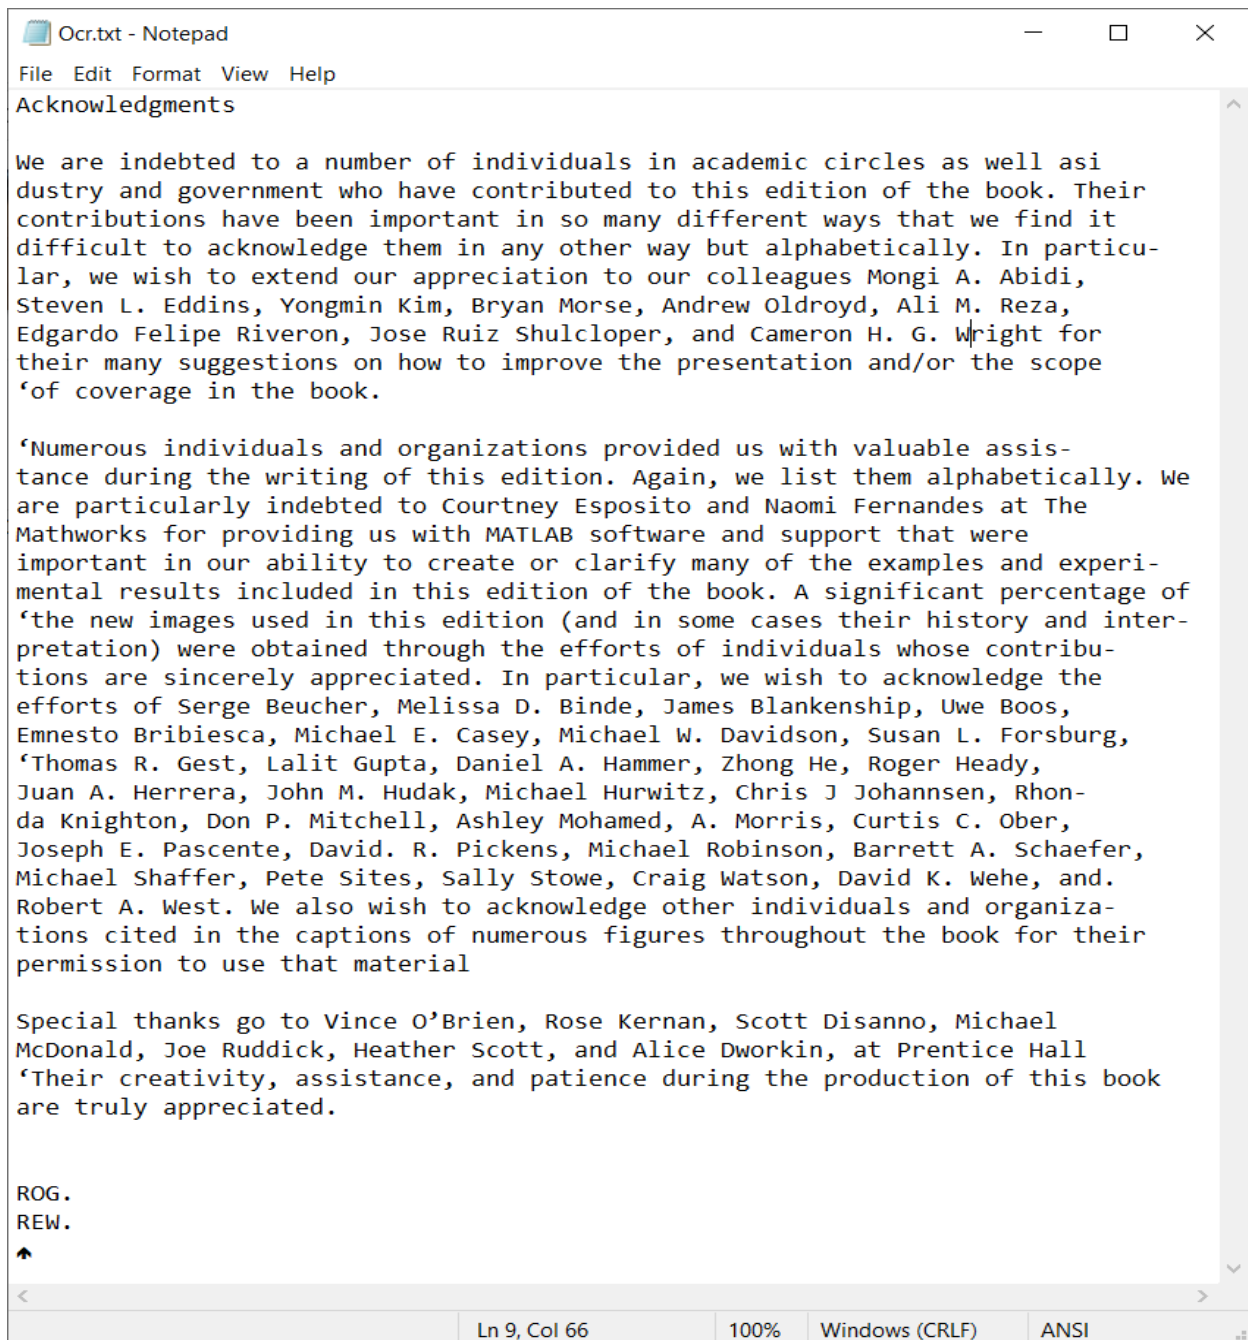 Ocr.txt - Notepad
File Edit Format View Help
Acknowledgments
We are indebted to a number of individuals in academic circles as well asi
dustry and government who have contributed to this edition of the book. Their
contributions have been important in so many different ways that we find it
difficult to acknowledge them in any other way but alphabetically. In particu-
lar, we wish to extend our appreciation to our colleagues Mongi A. Abidi,
Steven L. Eddins, Yongmin Kim, Bryan Morse, Andrew Oldroyd, Ali M. Reza,
Edgardo Felipe Riveron, Jose Ruiz Shulcloper, and Cameron H. G. Wright for
their many suggestions on how to improve the presentation and/or the scope
‘of coverage in the book.
‘Numerous individuals and organizations provided us with valuable assis-
tance during the writing of this edition. Again, we list them alphabetically. We
are particularly indebted to Courtney Esposito and Naomi Fernandes at The
Mathworks for providing us with MATLAB software and support that were
important in our ability to create or clarify many of the examples and experi-
mental results included in this edition of the book. A significant percentage of
‘the new images used in this edition (and in some cases their history and inter-
pretation) were obtained through the efforts of individuals whose contribu-
tions are sincerely appreciated. In particular, we wish to acknowledge the
efforts of Serge Beucher, Melissa D. Binde, James Blankenship, Uwe Boos,
Emnesto Bribiesca, Michael E. Casey, Michael W. Davidson, Susan L. Forsburg,
‘Thomas R. Gest, Lalit Gupta, Daniel A. Hammer, Zhong He, Roger Heady,
Juan A. Herrera, John M. Hudak, Michael Hurwitz, Chris J Johannsen, Rhon-
da Knighton, Don P. Mitchell, Ashley Mohamed, A. Morris, Curtis C. Ober,
Joseph E. Pascente, David. R. Pickens, Michael Robinson, Barrett A. Schaefer,
Michael Shaffer, Pete Sites, Sally Stowe, Craig Watson, David K. Wehe, and.
Robert A. West. We also wish to acknowledge other individuals and organiza-
tions cited in the captions of numerous figures throughout the book for their
permission to use that material
Special thanks go to Vince O’Brien, Rose Kernan, Scott Disanno, Michael
McDonald, Joe Ruddick, Heather Scott, and Alice Dworkin, at Prentice Hall
‘Their creativity, assistance, and patience during the production of this book
are truly appreciated.
ROG.
REW.
Ln 9, Col 66 100% Windows (CRLF) ANSI